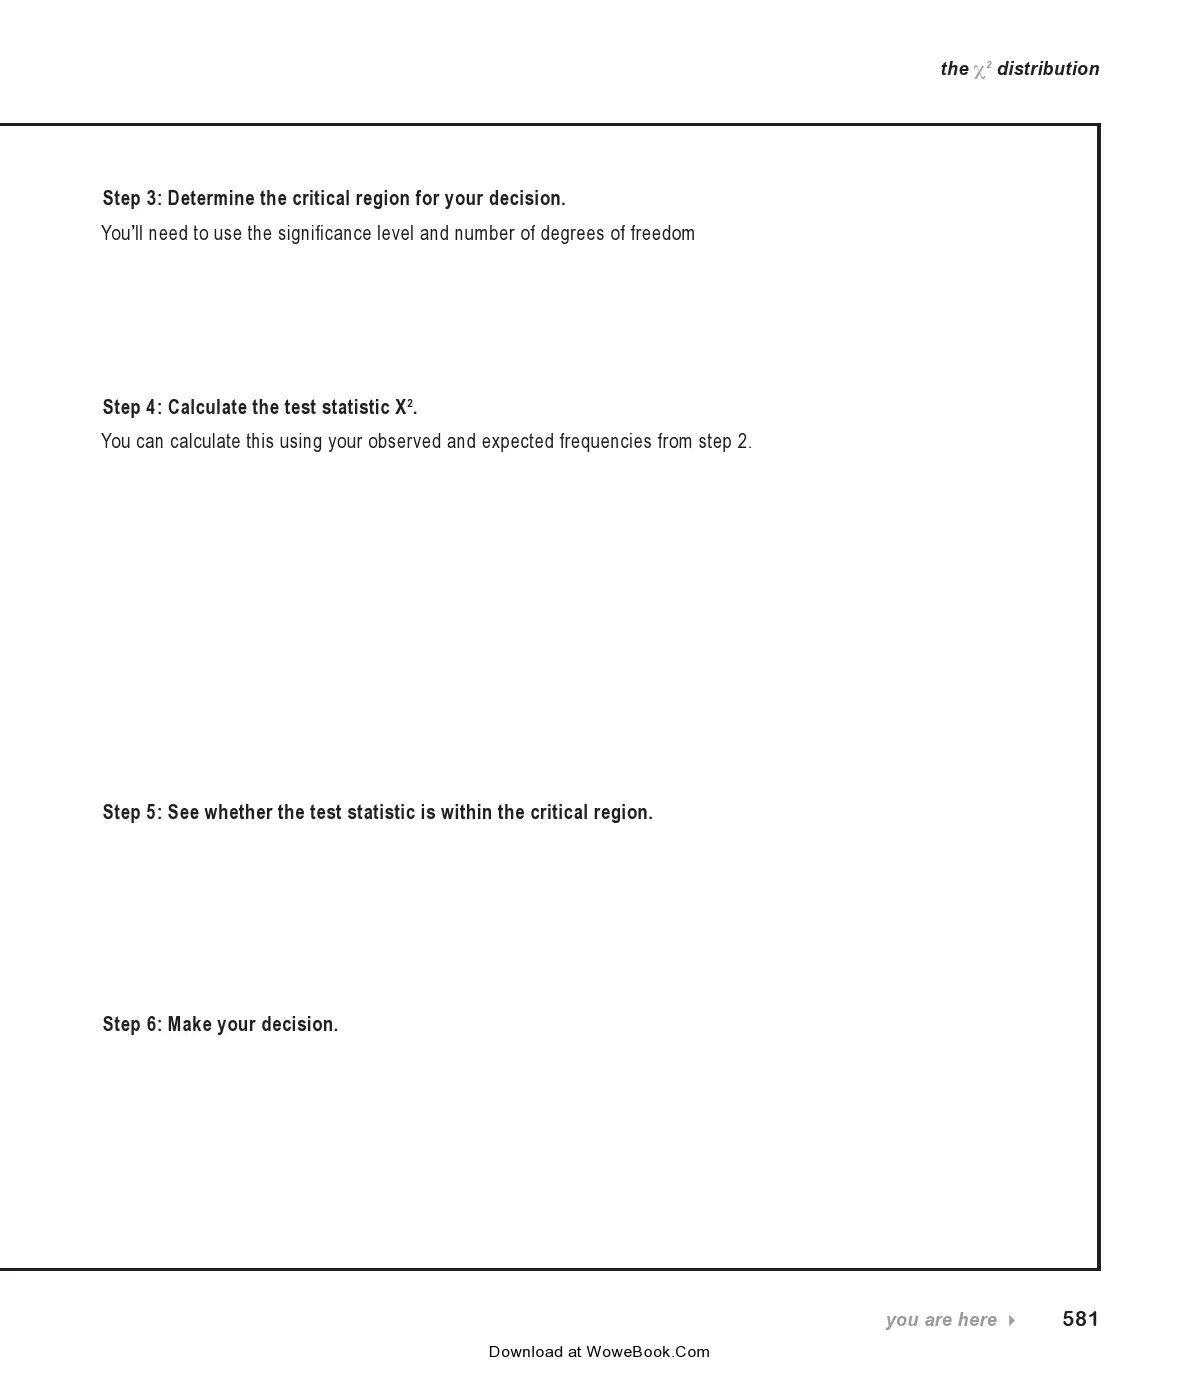 the χ² distribution
Step 3: Determine the critical region for your decision.
You’ll need to use the significance level and number of degrees of freedom
Step 4: Calculate the test statistic X².
You can calculate this using your observed and expected frequencies from step 2.
Step 5: See whether the test statistic is within the critical region.
Step 6: Make your decision.
you are here 581
Download at WoweBook.Com